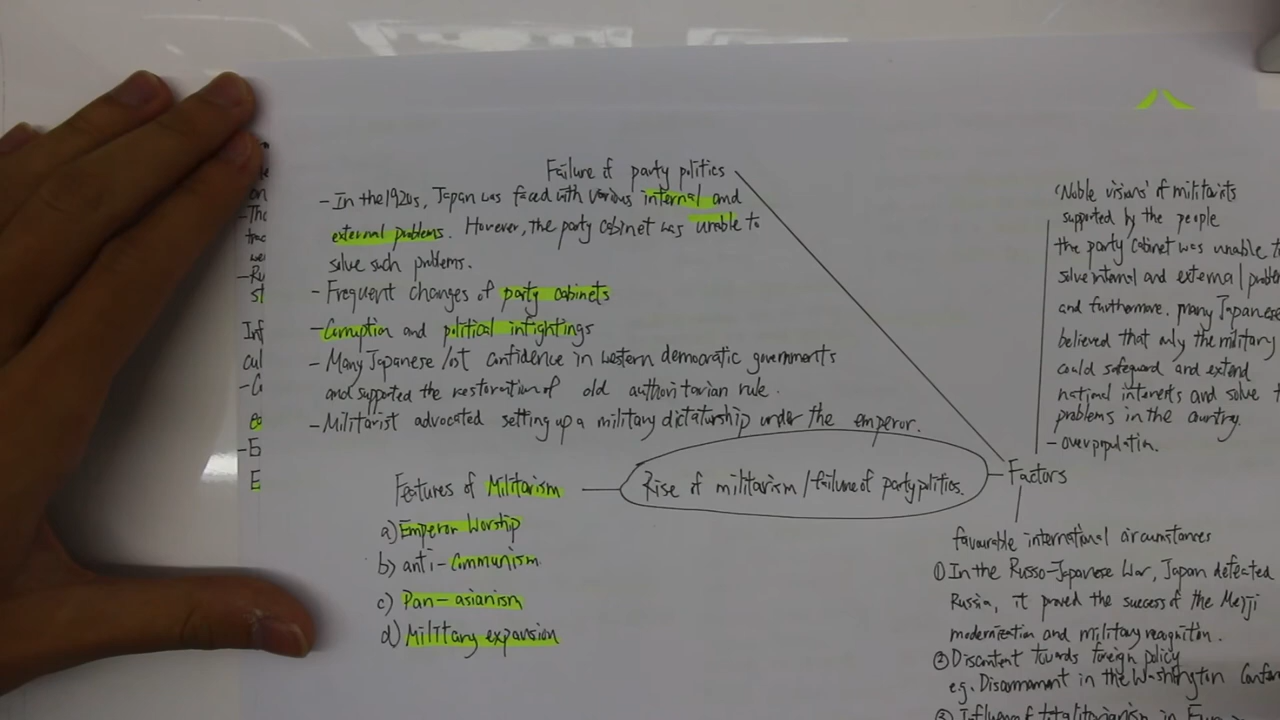 Failure of party politics
- In the 1920s, Japan was faced with various internal and
external problems. However, the party cabinet was unable to
solve such problems.
- Frequent changes of party cabinets
- Corruption and political infightings
- Many Japanese lost confidence in western democratic governments
and supported the restoration of old authoritarian rule.
- Militarist advocated setting up a military dictaturship under the emperor.
Features of Militarism
a) Emperor Worship
b) anti-Communism
c) Pan-asianism
d) Military expansion
Rise of militarism / failure of party politics.
Factors
'Noble visions' of militarists
supported by the people
the party cabinet was unable to
solve internal and external
and furthermore, many Japanese
believed that only the military
could safeguard and extend
national interests and solve
problems in the country.
- overpopulation.
favourable international circumstances
① In the Russo-Japanese War, Japan defeated
Russia, it proved the success of the Meiji
modernization and military recognition.
② Discontent towards foreign policy
e.g. Disarmament in the Washington
③ Influence of totalitarianism in